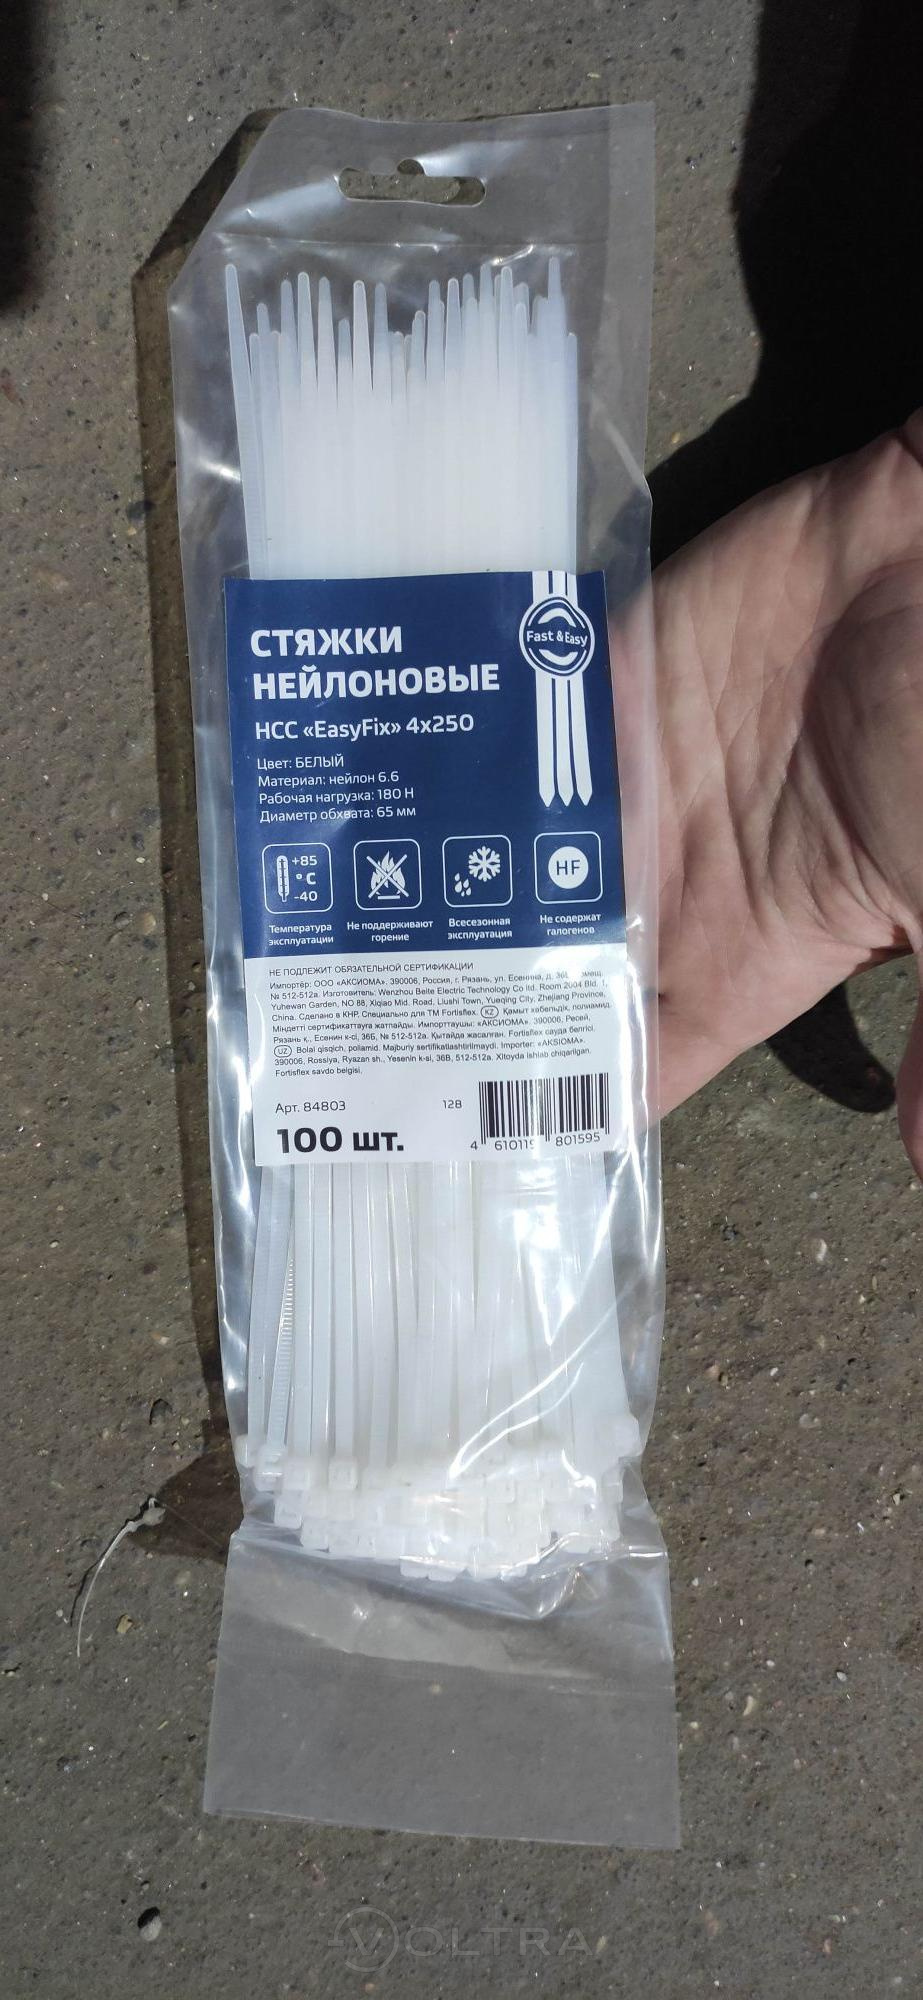 Fast & Easy
СТЯЖКИ
НЕЙЛОНОВЫЕ
НСС «EasyFix» 4x250
Цвет: БЕЛЫЙ
Материал: нейлон 6.6
Рабочая нагрузка: 180 Н
Диаметр обхвата: 65 мм
+85
°C
-40
HF
Температура
эксплуатации
Не поддерживают
горение
Всесезонная
эксплуатация
Не содержат
галогенов
НЕ ПОДЛЕЖИТ ОБЯЗАТЕЛЬНОЙ СЕРТИФИКАЦИИ
Импортёр: ООО «АКСИОМА». 390006, Россия, г. Рязань, ул. Есенина, д. 36
№ 512-512а. Изготовитель: Wenzhou Beite Electric Technology Co ltd. Room 2004 Bld. 1,
Yuhewan Garden, NO 88, Xiqiao Mid. Road, Liushi Town, Yueqing City, Zhejiang Province,
China. Сделано в КНР. Специально для ТМ Fortisflex. KZ Қамыт кабельдік, полиамид.
Міндетті сертификаттауға жатпайды. Импорттаушы: «АКСИОМА». 390006, Ресей,
Рязань қ., Есенин к-сі, 36Б, № 512-512а. Қытайда жасалған. Fortisflex сауда белгісі.
UZ Bolai qisqich, poliamid. Majburiy sertifikatlashtirilmaydi. Importer: «AKSIOMA».
390006, Rossiya, Ryazan sh., Yesenin k-si, 36B, 512-512a. Xitoyda ishlab chiqarilgan.
Fortisflex savdo belgisi.
Арт. 84803
128
100 шт.
4 610119 801595
VOLTRA